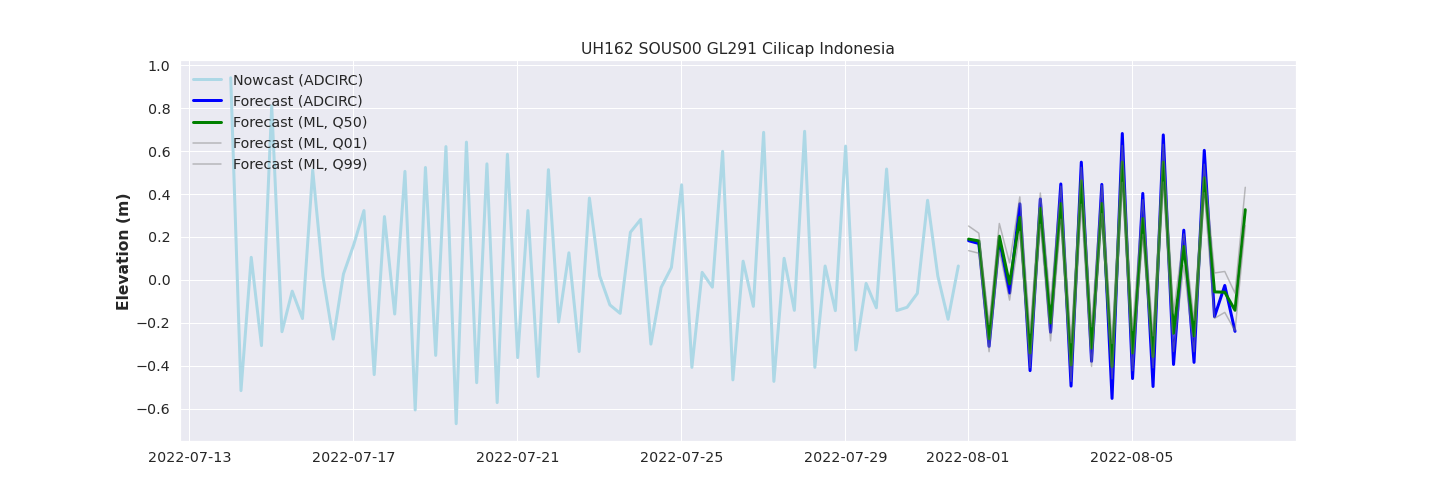 UH162 SOUS00 GL291 Cilicap Indonesia
Elevation (m)
1.0
0.8
0.6
0.4
0.2
0.0
−0.2
−0.4
−0.6
Nowcast (ADCIRC)
Forecast (ADCIRC)
Forecast (ML, Q50)
Forecast (ML, Q01)
Forecast (ML, Q99)
2022-07-13 2022-07-17 2022-07-21 2022-07-25 2022-07-29 2022-08-01 2022-08-05